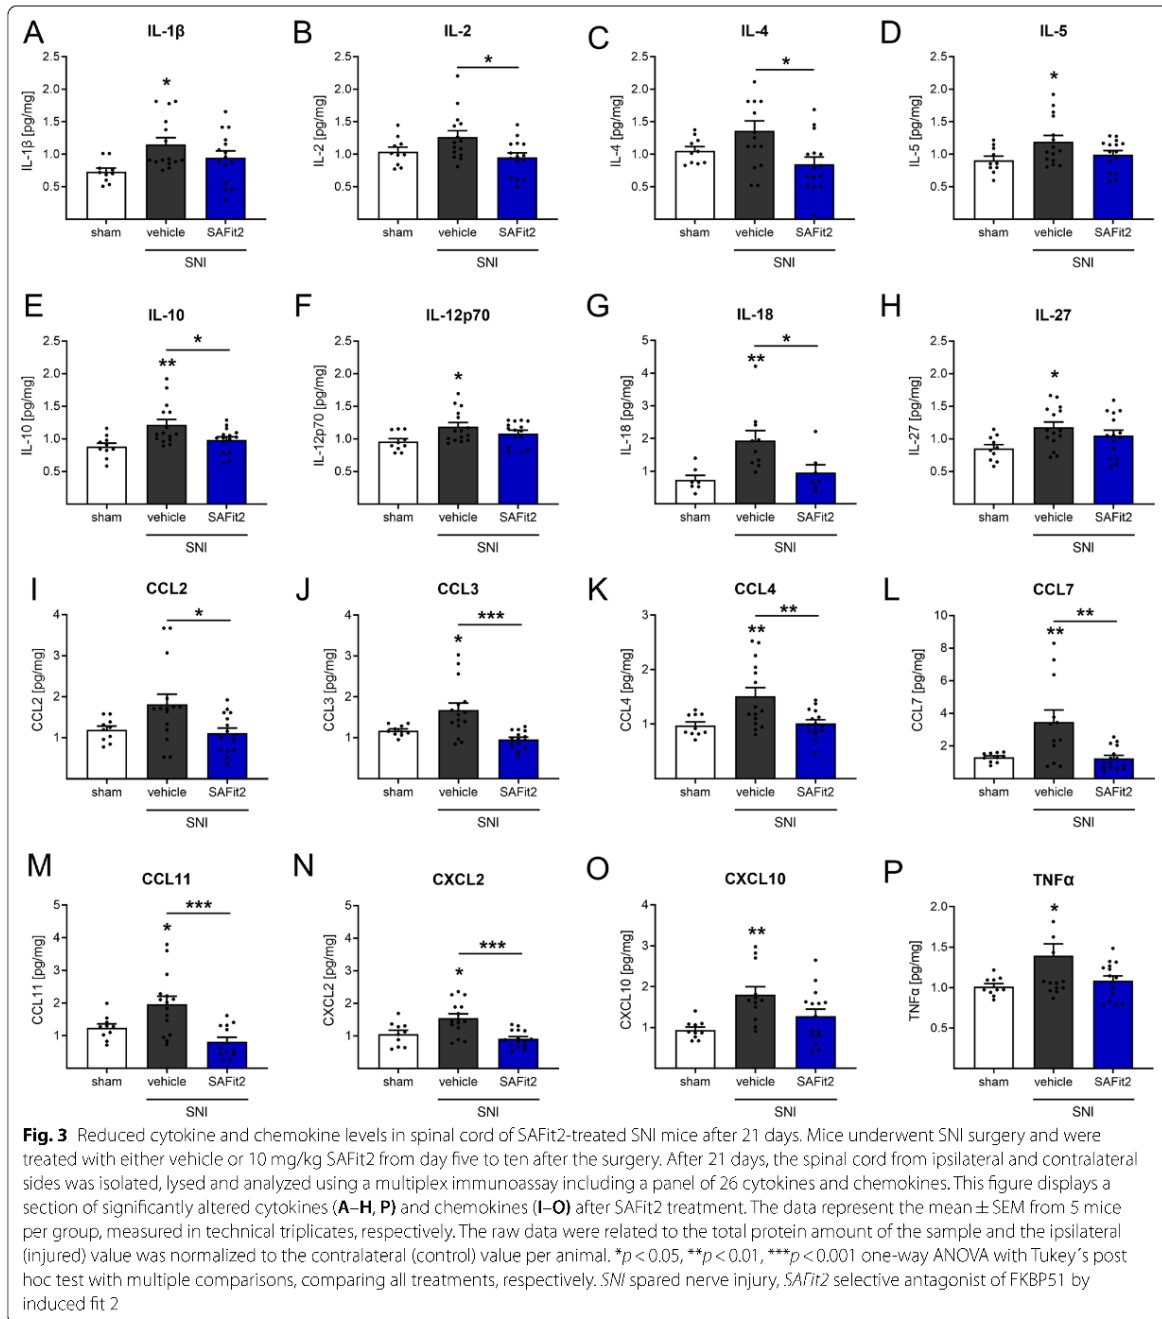 A
IL-1β
IL-1β [pg/mg]
2.5
2.0
1.5
1.0
0.5
*
sham vehicle SAFit2
SNI
B
IL-2
IL-2 [pg/mg]
2.5
2.0
1.5
1.0
0.5
*
sham vehicle SAFit2
SNI
C
IL-4
IL-4 [pg/mg]
2.5
2.0
1.5
1.0
0.5
*
sham vehicle SAFit2
SNI
D
IL-5
IL-5 [pg/mg]
2.5
2.0
1.5
1.0
0.5
*
sham vehicle SAFit2
SNI
E
IL-10
IL-10 [pg/mg]
2.5
2.0
1.5
1.0
0.5
*
**
sham vehicle SAFit2
SNI
F
IL-12p70
IL-12p70 [pg/mg]
2.5
2.0
1.5
1.0
0.5
*
sham vehicle SAFit2
SNI
G
IL-18
IL-18 [pg/mg]
5
4
3
2
1
*
**
sham vehicle SAFit2
SNI
H
IL-27
IL-27 [pg/mg]
2.5
2.0
1.5
1.0
0.5
*
sham vehicle SAFit2
SNI
I
CCL2
CCL2 [pg/mg]
4
3
2
1
*
sham vehicle SAFit2
SNI
J
CCL3
CCL3 [pg/mg]
4
3
2
1
***
*
sham vehicle SAFit2
SNI
K
CCL4
CCL4 [pg/mg]
3
2
1
**
**
sham vehicle SAFit2
SNI
L
CCL7
CCL7 [pg/mg]
10
8
6
4
2
**
**
sham vehicle SAFit2
SNI
M
CCL11
CCL11 [pg/mg]
5
4
3
2
1
***
*
sham vehicle SAFit2
SNI
N
CXCL2
CXCL2 [pg/mg]
5
4
3
2
1
***
*
sham vehicle SAFit2
SNI
O
CXCL10
CXCL10 [pg/mg]
4
3
2
1
**
sham vehicle SAFit2
SNI
P
TNFα
TNFα [pg/mg]
2.0
1.5
1.0
0.5
*
sham vehicle SAFit2
SNI
Fig. 3 Reduced cytokine and chemokine levels in spinal cord of SAFit2-treated SNI mice after 21 days. Mice underwent SNI surgery and were
treated with either vehicle or 10 mg/kg SAFit2 from day five to ten after the surgery. After 21 days, the spinal cord from ipsilateral and contralateral
sides was isolated, lysed and analyzed using a multiplex immunoassay including a panel of 26 cytokines and chemokines. This figure displays a
section of significantly altered cytokines (A–H, P) and chemokines (I–O) after SAFit2 treatment. The data represent the mean ± SEM from 5 mice
per group, measured in technical triplicates, respectively. The raw data were related to the total protein amount of the sample and the ipsilateral
(injured) value was normalized to the contralateral (control) value per animal. *p < 0.05, **p < 0.01, ***p < 0.001 one-way ANOVA with Tukey´s post
hoc test with multiple comparisons, comparing all treatments, respectively. SNI spared nerve injury, SAFit2 selective antagonist of FKBP51 by
induced fit 2